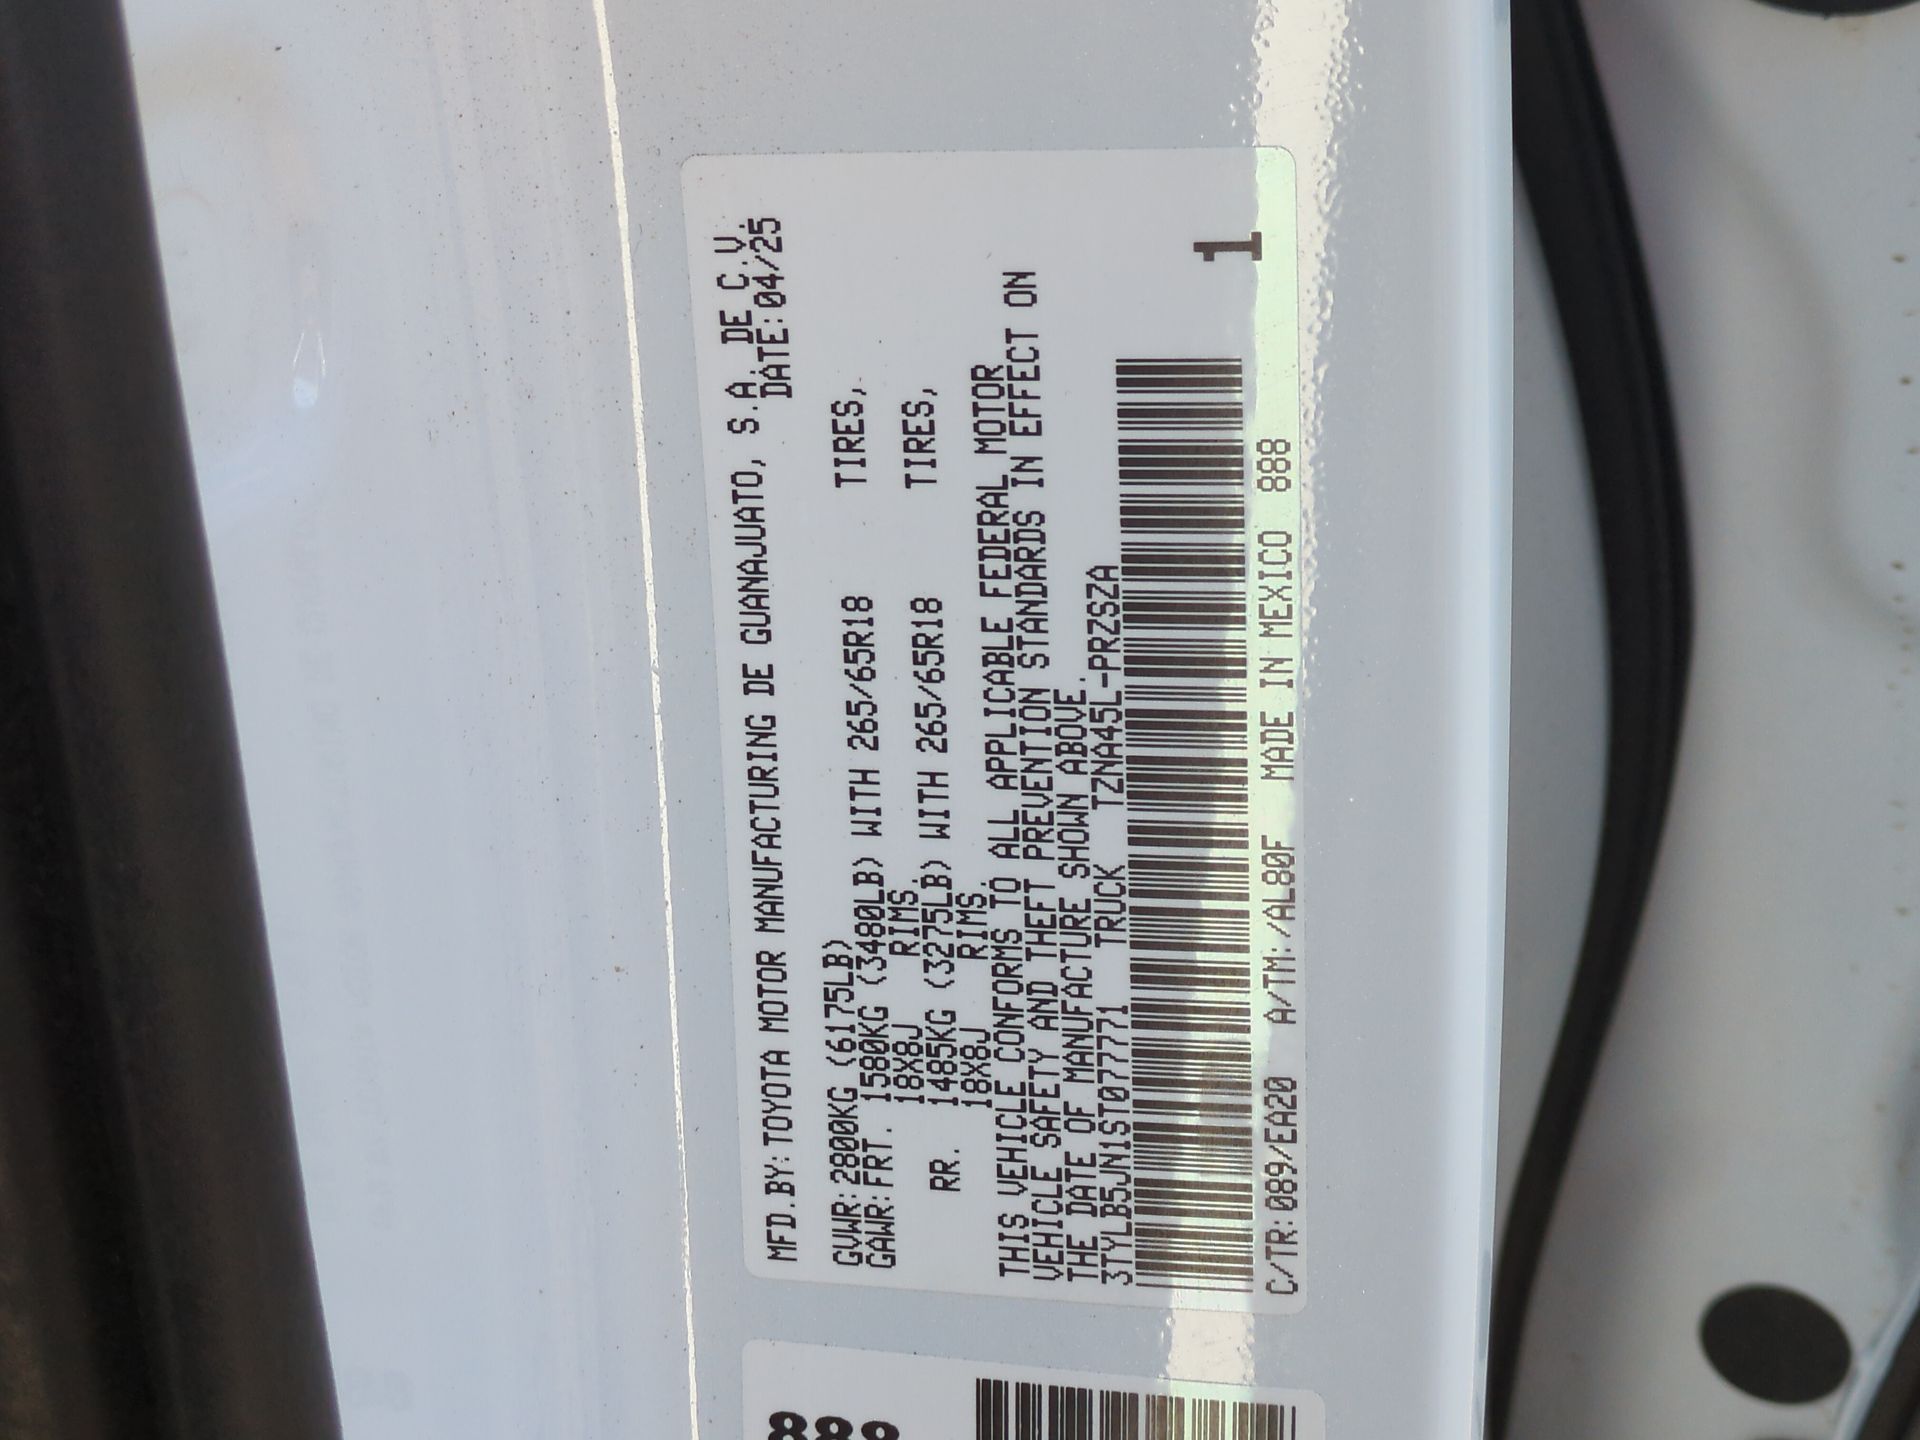 MFD.BY:TOYOTA MOTOR MANUFACTURING DE GUANAJUATO, S.A. DE C.V.
DATE:04/25
GVWR:2800KG (6175LB)
GAWR:FRT. 1580KG (3480LB) WITH 265/65R18 TIRES,
18X8J RIMS.
RR. 1485KG (3275LB) WITH 265/65R18 TIRES,
18X8J RIMS.
THIS VEHICLE CONFORMS TO ALL APPLICABLE FEDERAL MOTOR
VEHICLE SAFETY AND THEFT PREVENTION STANDARDS IN EFFECT ON
THE DATE OF MANUFACTURE SHOWN ABOVE.
3TYLB5JN1ST077771 TRUCK TZNA45L-PRZSZA
1
C/TR:089/EA20 A/TM:/AL80F MADE IN MEXICO 888